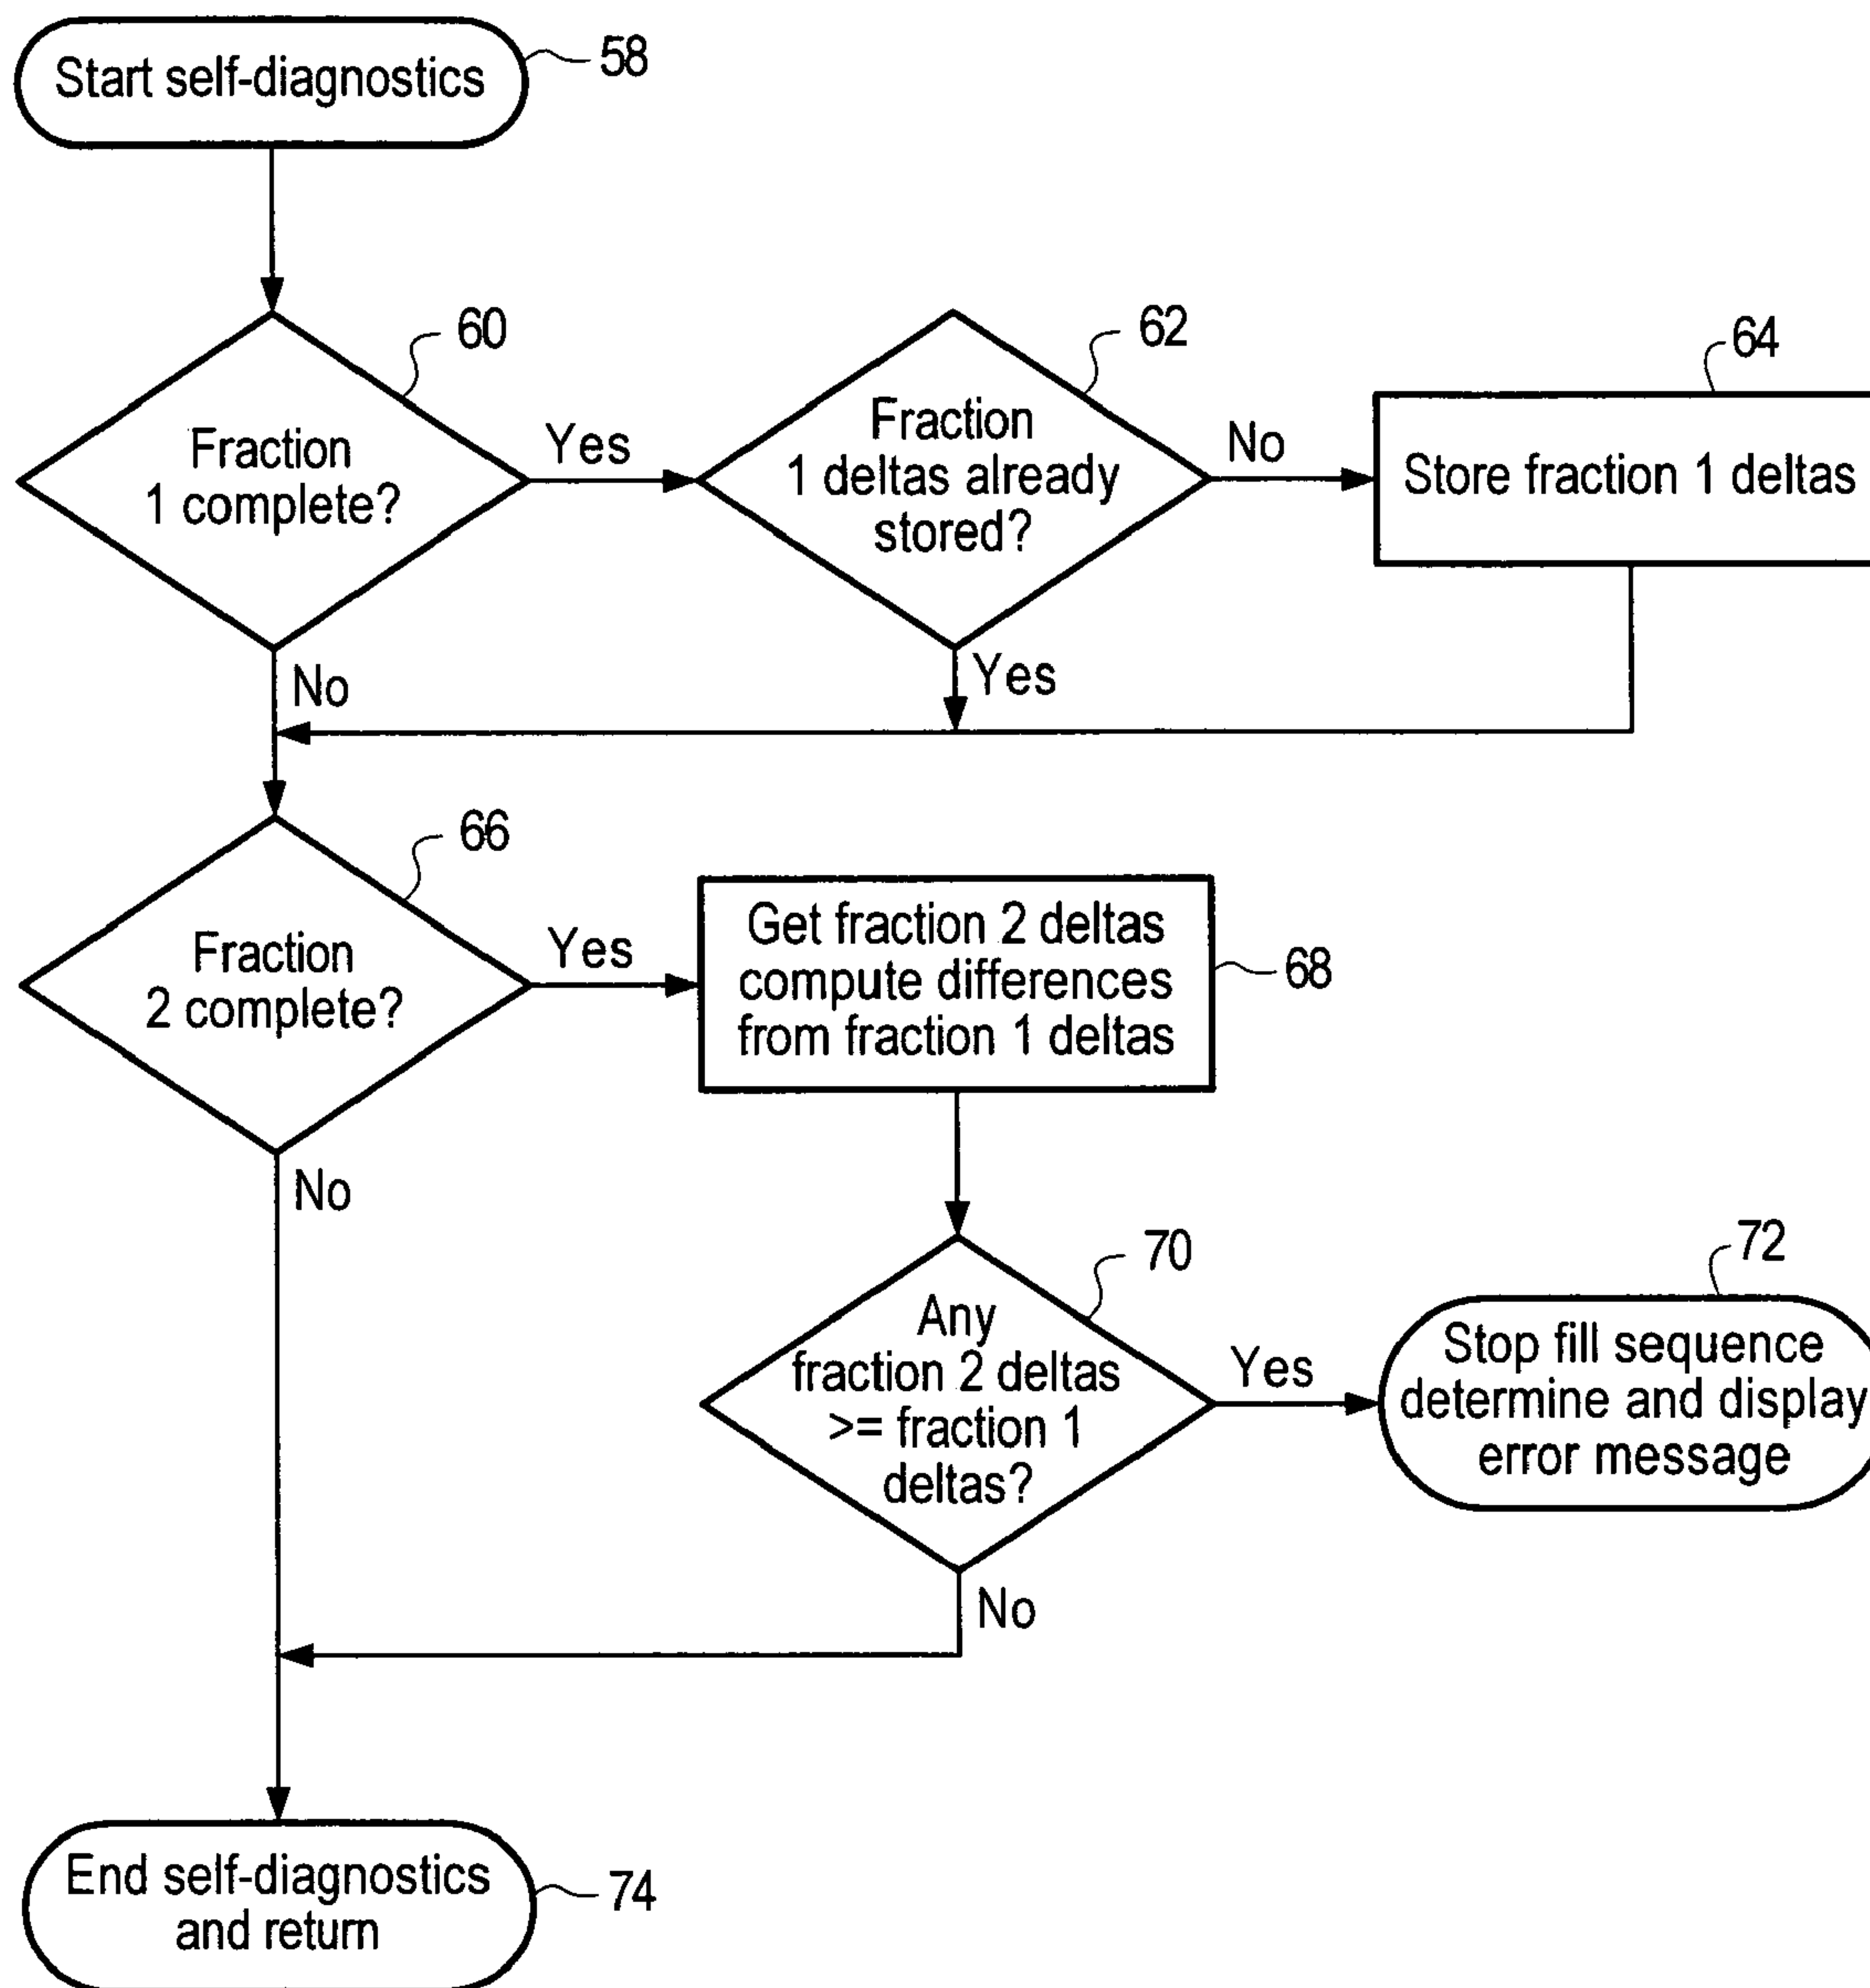 Start self-diagnostics
58
60
Fraction
1 complete?
Yes
No
62
Fraction
1 deltas already
stored?
No
Yes
64
Store fraction 1 deltas
66
Fraction
2 complete?
Yes
No
Get fraction 2 deltas
compute differences
from fraction 1 deltas
68
70
Any
fraction 2 deltas
>= fraction 1
deltas?
Yes
No
72
Stop fill sequence
determine and display
error message
End self-diagnostics
and return
74